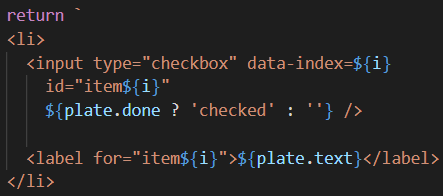 return `
<li>
<input type="checkbox" data-index=${i}
id="item${i}"
${plate.done ? 'checked' : ''} />
<label for="item${i}">${plate.text}</label>
</li>